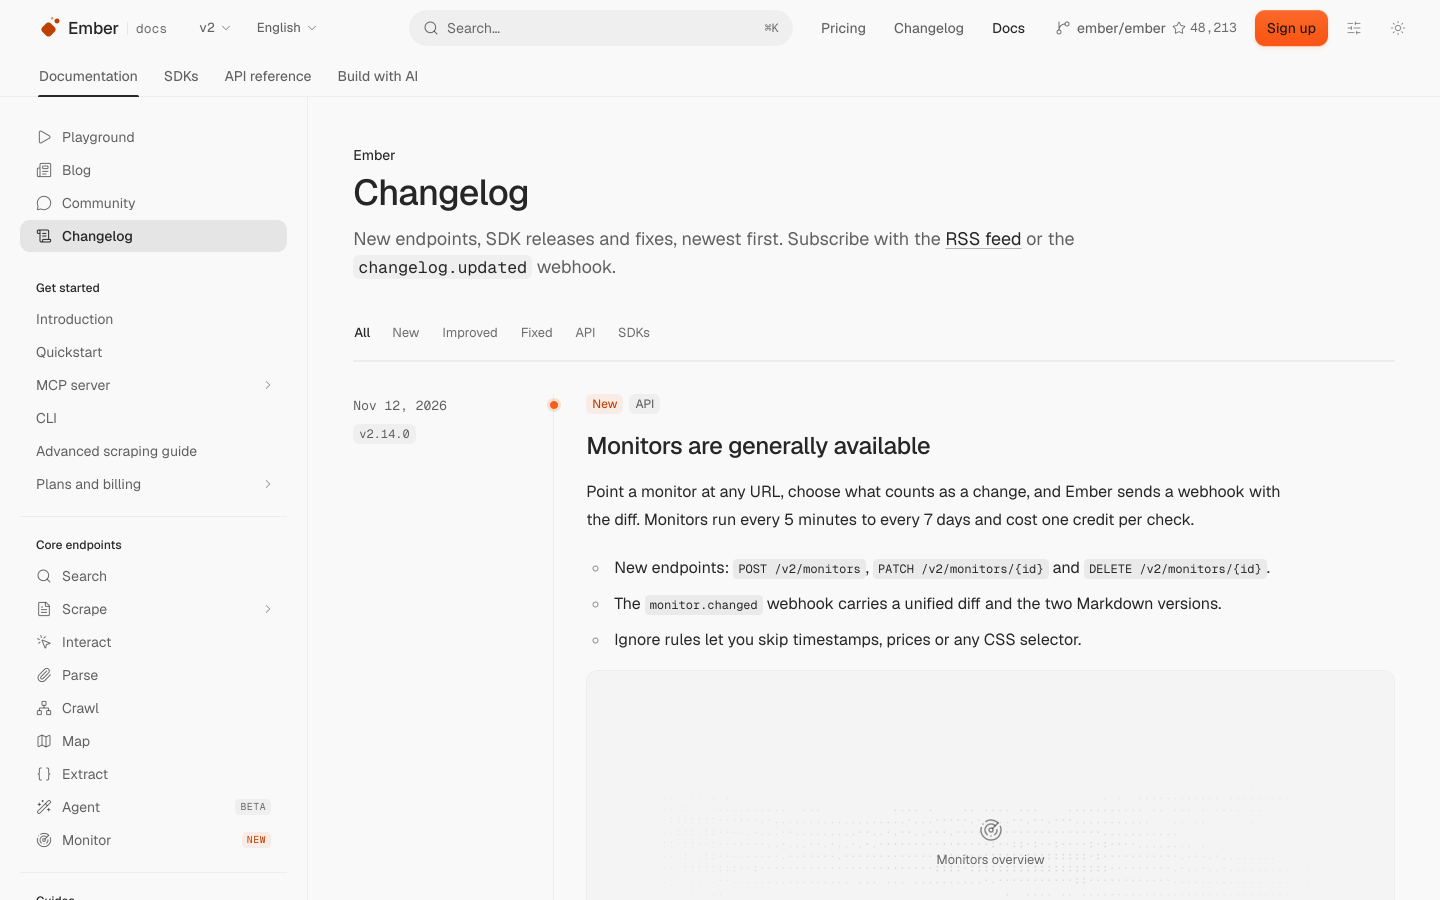 Ember docs v2 English Search... ⌘K Pricing Changelog Docs ember/ember 48,213 Sign up
Documentation SDKs API reference Build with AI
Playground
Blog
Community
Changelog
Get started
Introduction
Quickstart
MCP server
CLI
Advanced scraping guide
Plans and billing
Core endpoints
Search
Scrape
Interact
Parse
Crawl
Map
Extract
Agent BETA
Monitor NEW
Guides
Ember
Changelog
New endpoints, SDK releases and fixes, newest first. Subscribe with the RSS feed or the
changelog.updated webhook.
All New Improved Fixed API SDKs
Nov 12, 2026
v2.14.0
New API
Monitors are generally available
Point a monitor at any URL, choose what counts as a change, and Ember sends a webhook with
the diff. Monitors run every 5 minutes to every 7 days and cost one credit per check.
New endpoints: POST /v2/monitors, PATCH /v2/monitors/{id} and DELETE /v2/monitors/{id}.
The monitor.changed webhook carries a unified diff and the two Markdown versions.
Ignore rules let you skip timestamps, prices or any CSS selector.
Monitors overview